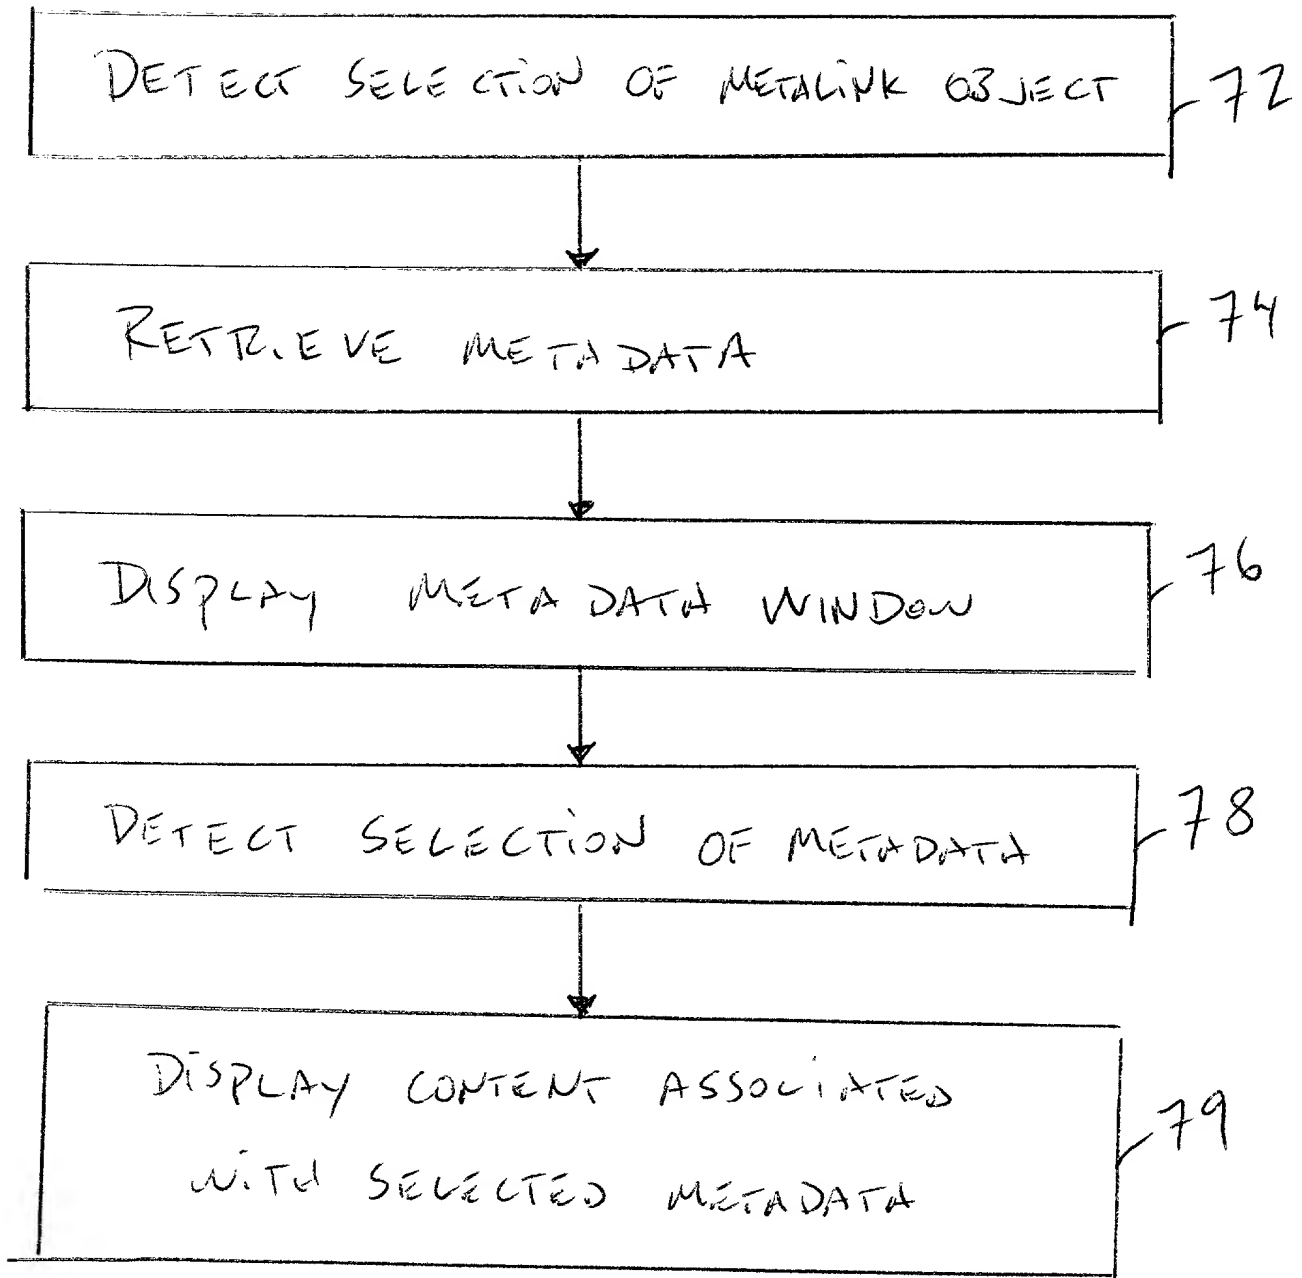 DETECT SELECTION OF METALINK OBJECT
72
RETRIEVE METADATA
74
DISPLAY METADATA WINDOW
76
DETECT SELECTION OF METADATA
78
DISPLAY CONTENT ASSOCIATED
WITH SELECTED METADATA
79